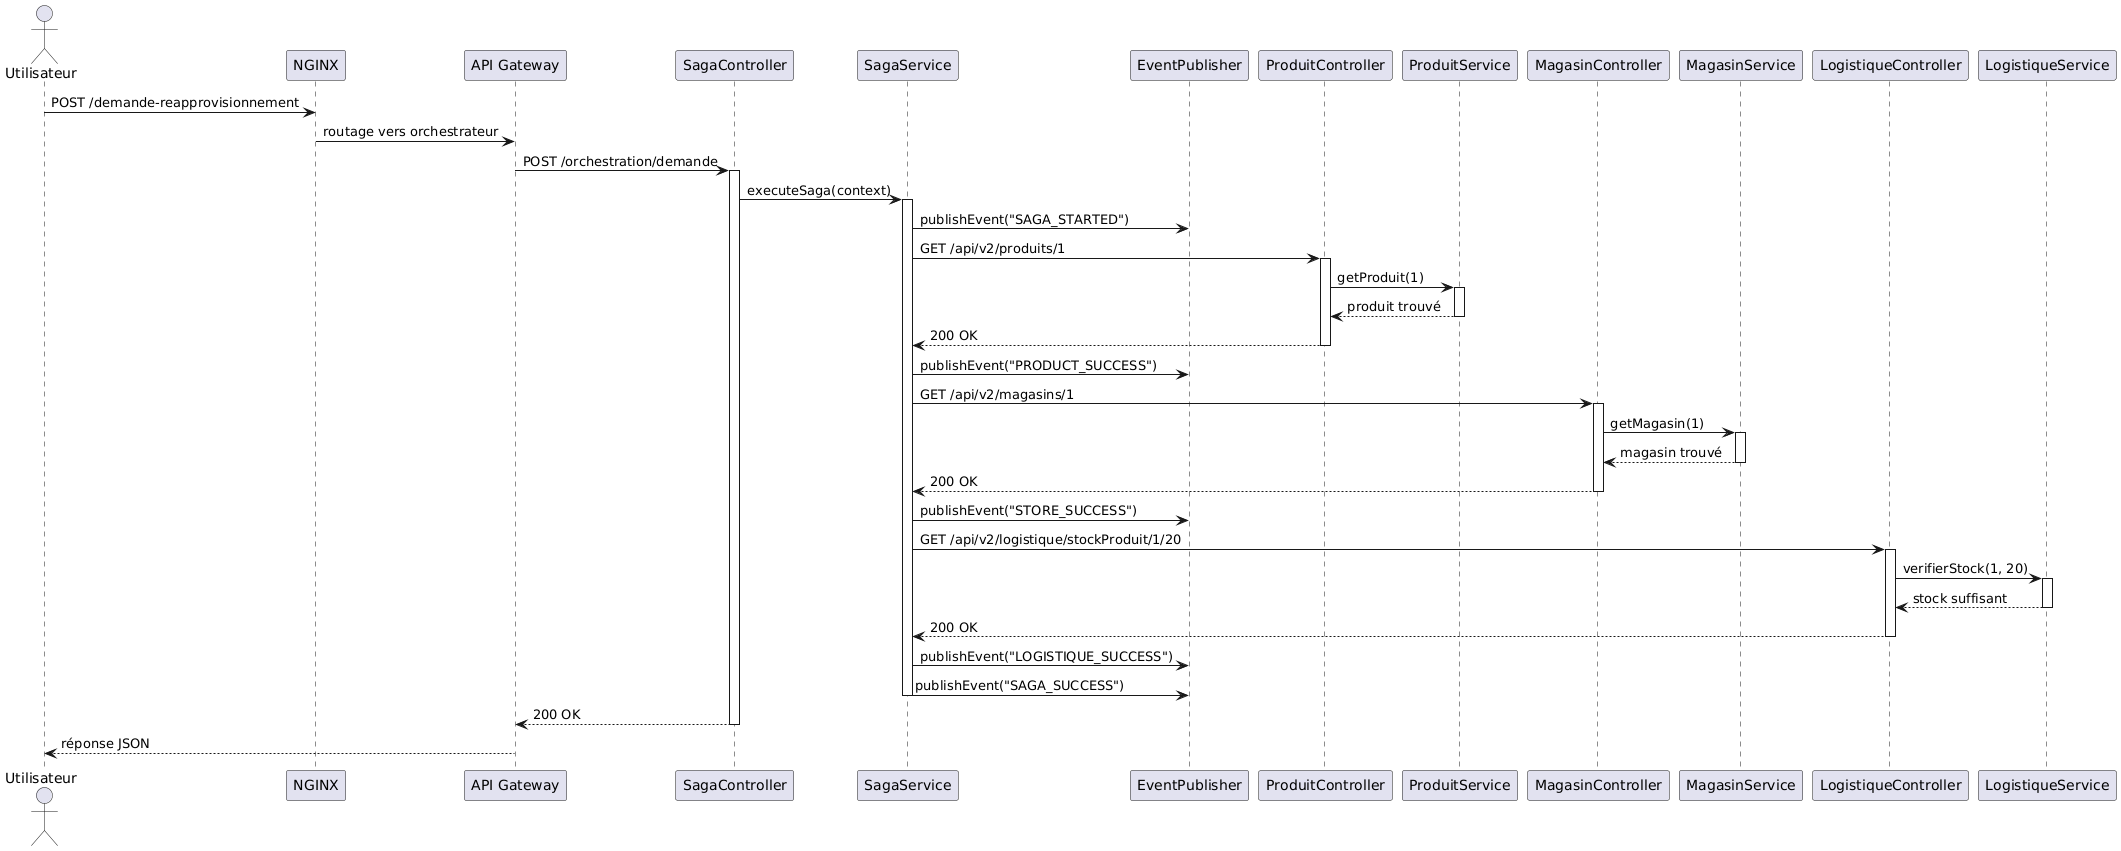 Utilisateur
NGINX
API Gateway
SagaController
SagaService
EventPublisher
ProduitController
ProduitService
MagasinController
MagasinService
LogistiqueController
LogistiqueService
POST /demande-reapprovisionnement
routage vers orchestrateur
POST /orchestration/demande
executeSaga(context)
publishEvent("SAGA_STARTED")
GET /api/v2/produits/1
getProduit(1)
produit trouvé
200 OK
publishEvent("PRODUCT_SUCCESS")
GET /api/v2/magasins/1
getMagasin(1)
magasin trouvé
200 OK
publishEvent("STORE_SUCCESS")
GET /api/v2/logistique/stockProduit/1/20
verifierStock(1, 20)
stock suffisant
200 OK
publishEvent("LOGISTIQUE_SUCCESS")
publishEvent("SAGA_SUCCESS")
200 OK
réponse JSON
Utilisateur
NGINX
API Gateway
SagaController
SagaService
EventPublisher
ProduitController
ProduitService
MagasinController
MagasinService
LogistiqueController
LogistiqueService